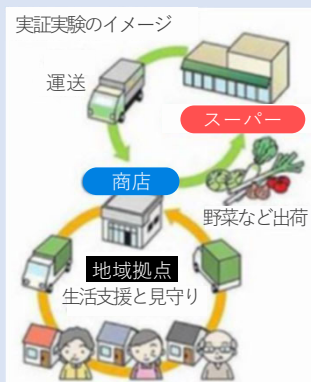 実証実験のイメージ
運送
スーパー
商店
野菜など出荷
地域拠点
生活支援と見守り